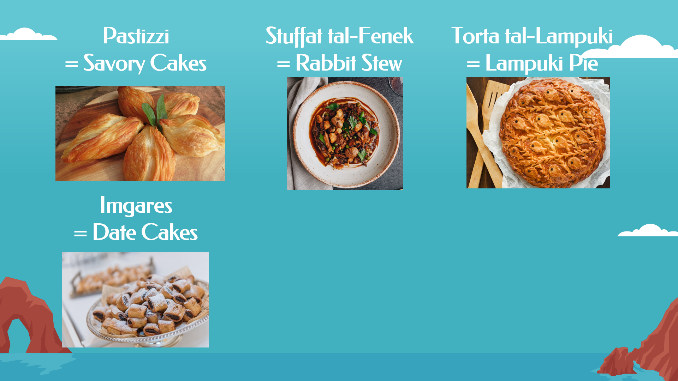 Pastizzi
= Savory Cakes
Stuffat tal-Fenek
= Rabbit Stew
Torta tal-Lampuki
= Lampuki Pie
Imgares
= Date Cakes